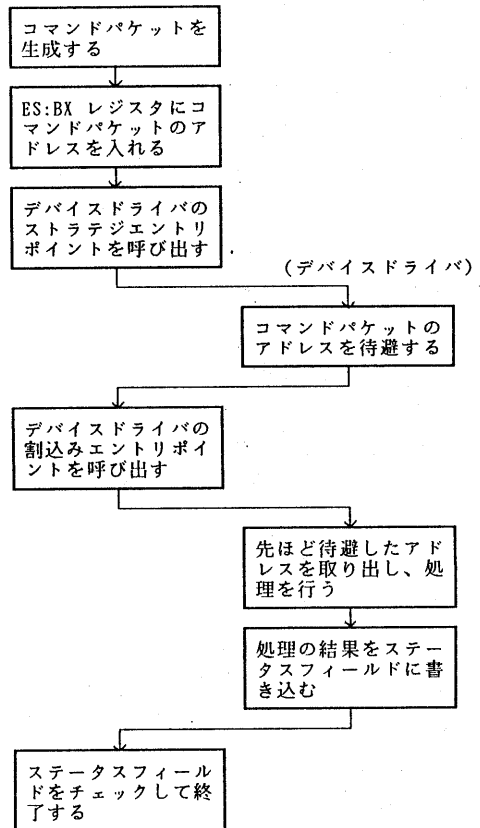 コマンドパケットを
生成する
ES:BX レジスタにコ
マンドパケットのア
ドレスを入れる
デバイスドライバの
ストラテジエントリ
ポイントを呼び出す
(デバイスドライバ)
コマンドパケットの
アドレスを待避する
デバイスドライバの
割込みエントリポイ
ントを呼び出す
先ほど待避したアド
レスを取り出し、処
理を行う
処理の結果をステー
タスフィールドに書
き込む
ステータスフィール
ドをチェックして終
了する